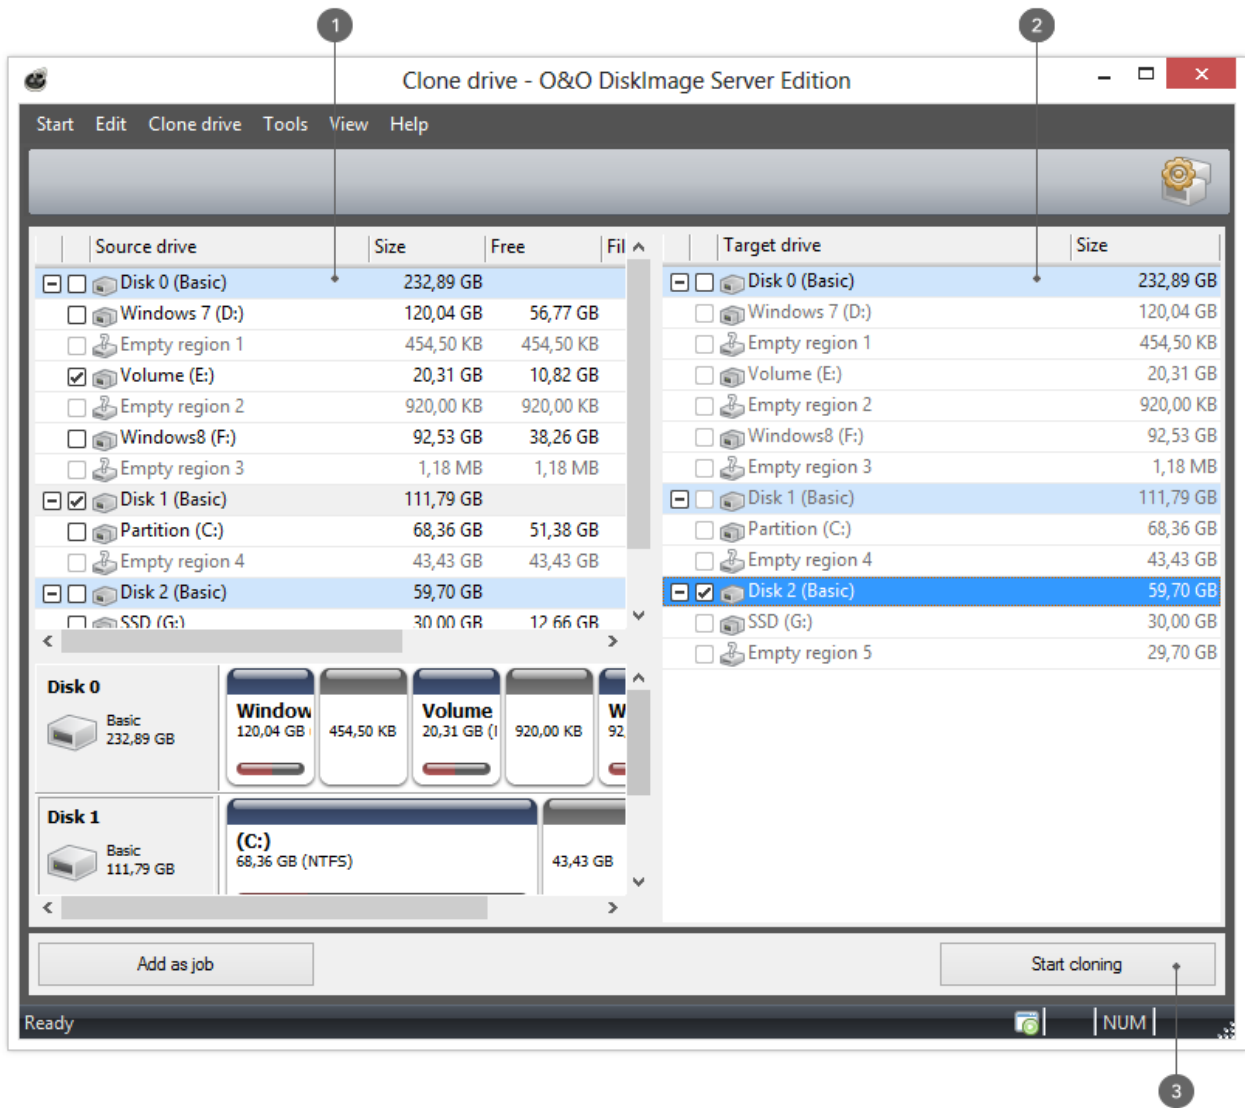 1 2
Clone drive - O&O DiskImage Server Edition
Start Edit Clone drive Tools View Help
Source drive Size Free Fil
Disk 0 (Basic) 232,89 GB
Windows 7 (D:) 120,04 GB 56,77 GB
Empty region 1 454,50 KB 454,50 KB
Volume (E:) 20,31 GB 10,82 GB
Empty region 2 920,00 KB 920,00 KB
Windows8 (F:) 92,53 GB 38,26 GB
Empty region 3 1,18 MB 1,18 MB
Disk 1 (Basic) 111,79 GB
Partition (C:) 68,36 GB 51,38 GB
Empty region 4 43,43 GB 43,43 GB
Disk 2 (Basic) 59,70 GB
SSD (G:) 30,00 GB 12,66 GB
Target drive Size
Disk 0 (Basic) 232,89 GB
Windows 7 (D:) 120,04 GB
Empty region 1 454,50 KB
Volume (E:) 20,31 GB
Empty region 2 920,00 KB
Windows8 (F:) 92,53 GB
Empty region 3 1,18 MB
Disk 1 (Basic) 111,79 GB
Partition (C:) 68,36 GB
Empty region 4 43,43 GB
Disk 2 (Basic) 59,70 GB
SSD (G:) 30,00 GB
Empty region 5 29,70 GB
Disk 0
Basic
232,89 GB
Window
120,04 GB
454,50 KB
Volume
20,31 GB (
920,00 KB
W
92,
Disk 1
Basic
111,79 GB
(C:)
68,36 GB (NTFS)
43,43 GB
Add as job Start cloning
Ready NUM
3